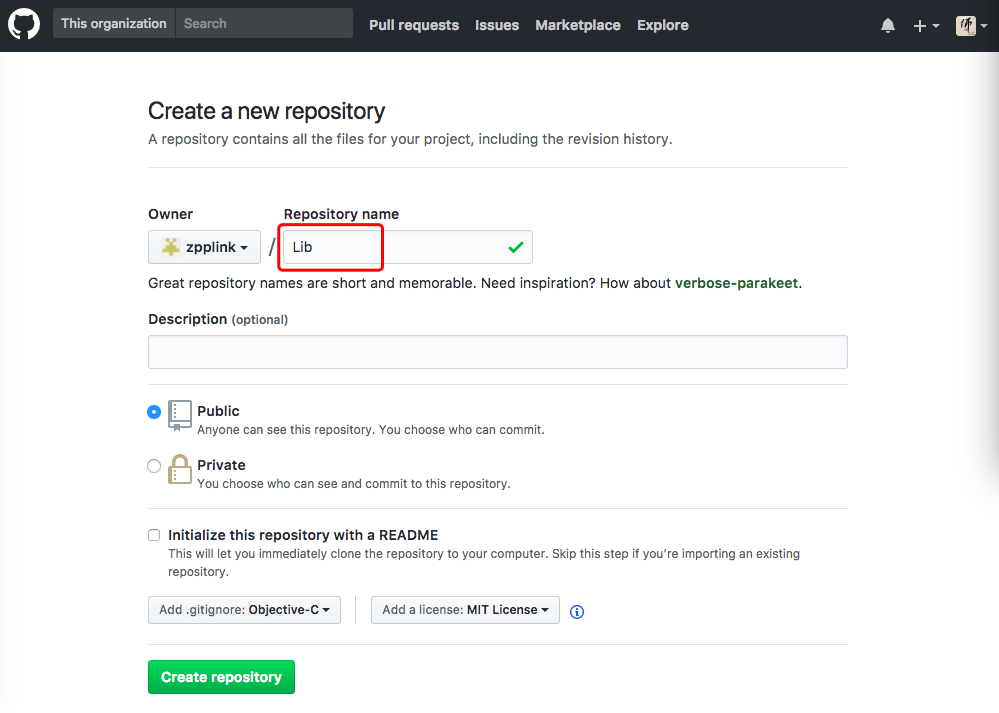 This organization Search Pull requests Issues Marketplace Explore
Create a new repository
A repository contains all the files for your project, including the revision history.
Owner Repository name
zpplink / Lib
Great repository names are short and memorable. Need inspiration? How about verbose-parakeet.
Description (optional)
Public
Anyone can see this repository. You choose who can commit.
Private
You choose who can see and commit to this repository.
Initialize this repository with a README
This will let you immediately clone the repository to your computer. Skip this step if you’re importing an existing
repository.
Add .gitignore: Objective-C Add a license: MIT License
Create repository